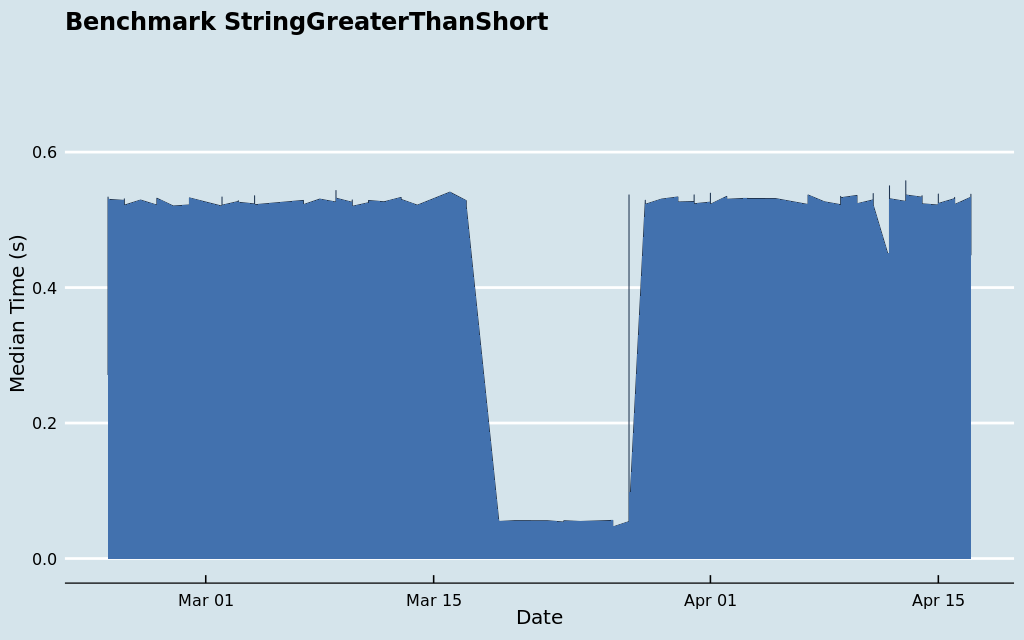 Benchmark StringGreaterThanShort
Median Time (s)
0.6
0.4
0.2
0.0
Mar 01
Mar 15
Apr 01
Apr 15
Date